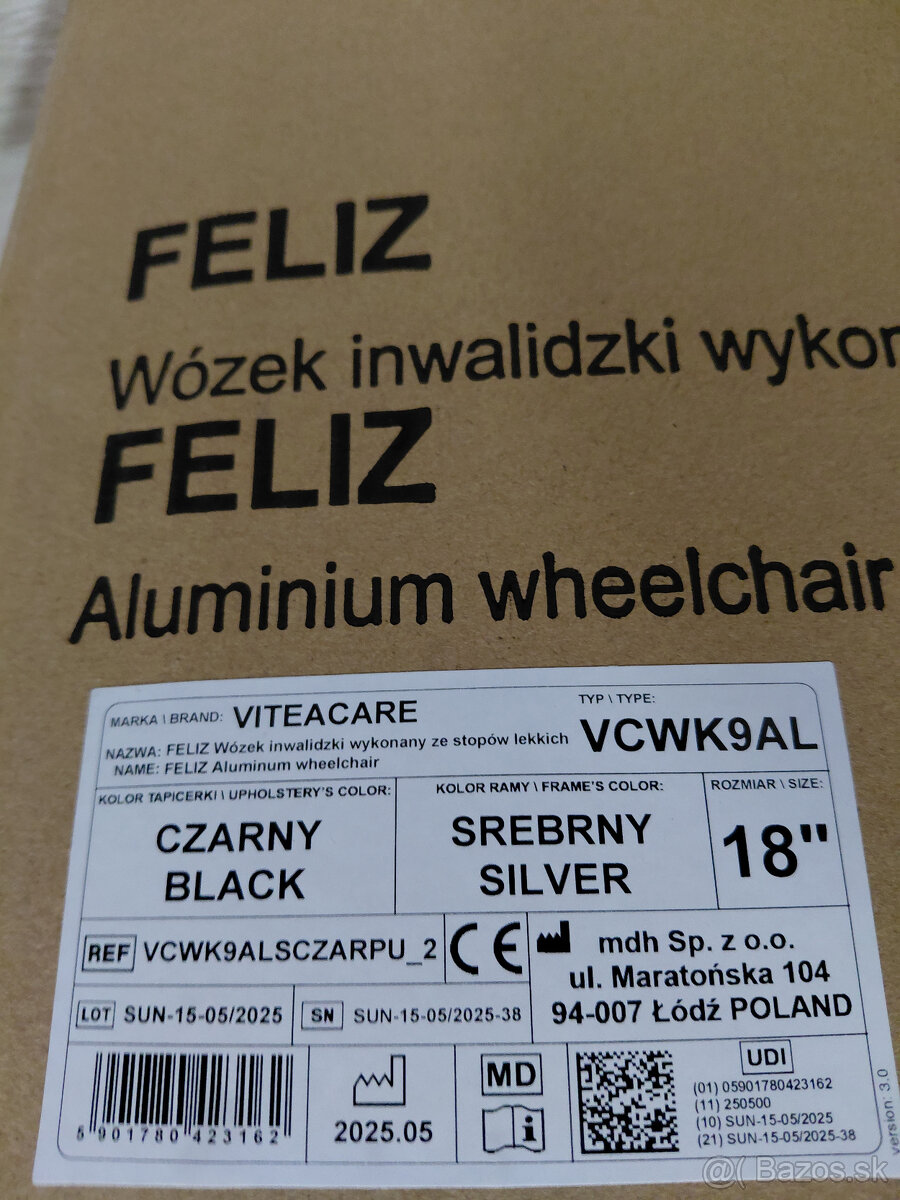 FELIZ
Wózek inwalidzki wykon
FELIZ
Aluminium wheelchair
MARKA \ BRAND: VITEACARE
NAZWA: FELIZ Wózek inwalidzki wykonany ze stopów lekkich
NAME: FELIZ Aluminum wheelchair
TYP \ TYPE:
VCWK9AL
KOLOR TAPICERKI \ UPHOLSTERY'S COLOR:
CZARNY
BLACK
KOLOR RAMY \ FRAME'S COLOR:
SREBRNY
SILVER
ROZMIAR \ SIZE:
18"
REF VCWK9ALSCZARPU_2
CE
mdh Sp. z o.o.
ul. Maratońska 104
94-007 Łódź POLAND
LOT SUN-15-05/2025
SN SUN-15-05/2025-38
5 901780 423162
2025.05
MD
i
UDI
(01) 05901780423162
(11) 250500
(10) SUN-15-05/2025
(21) SUN-15-05/2025-38
version: 3.0
@( Bazos.sk